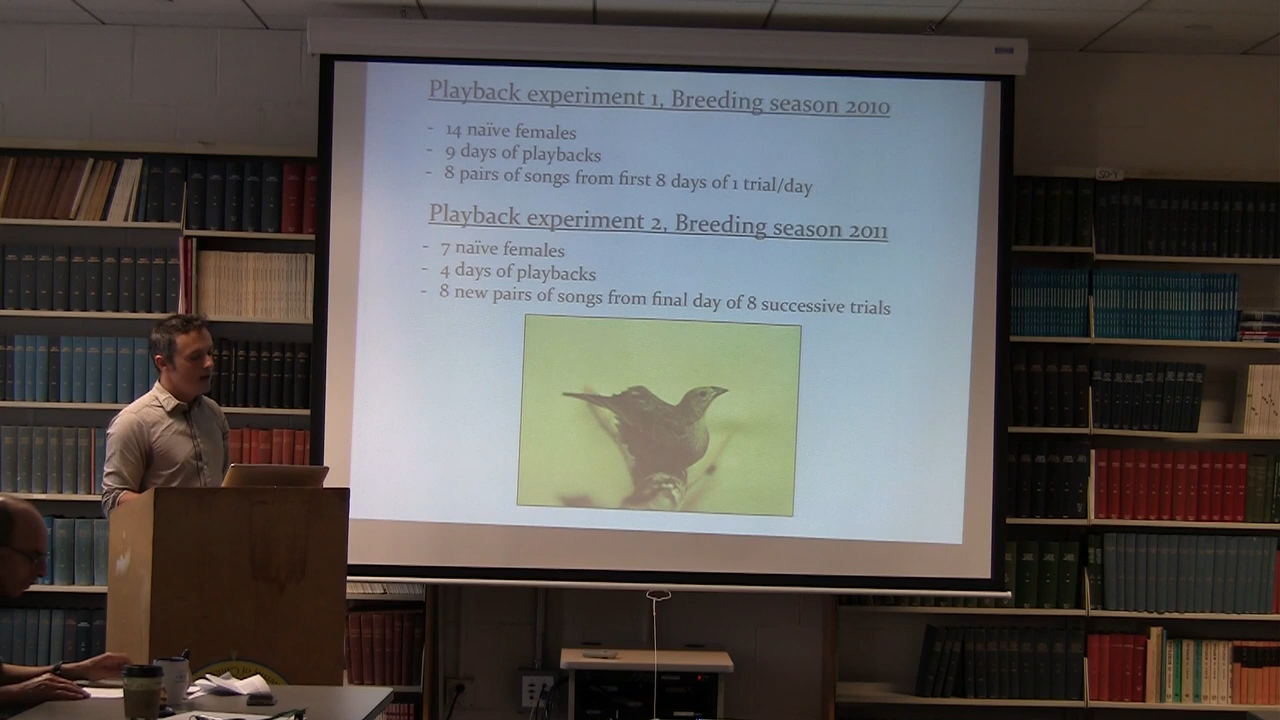 Playback experiment 1, Breeding season 2010
- 14 naïve females
- 9 days of playbacks
- 8 pairs of songs from first 8 days of 1 trial/day
Playback experiment 2, Breeding season 2011
- 7 naïve females
- 4 days of playbacks
- 8 new pairs of songs from final day of 8 successive trials